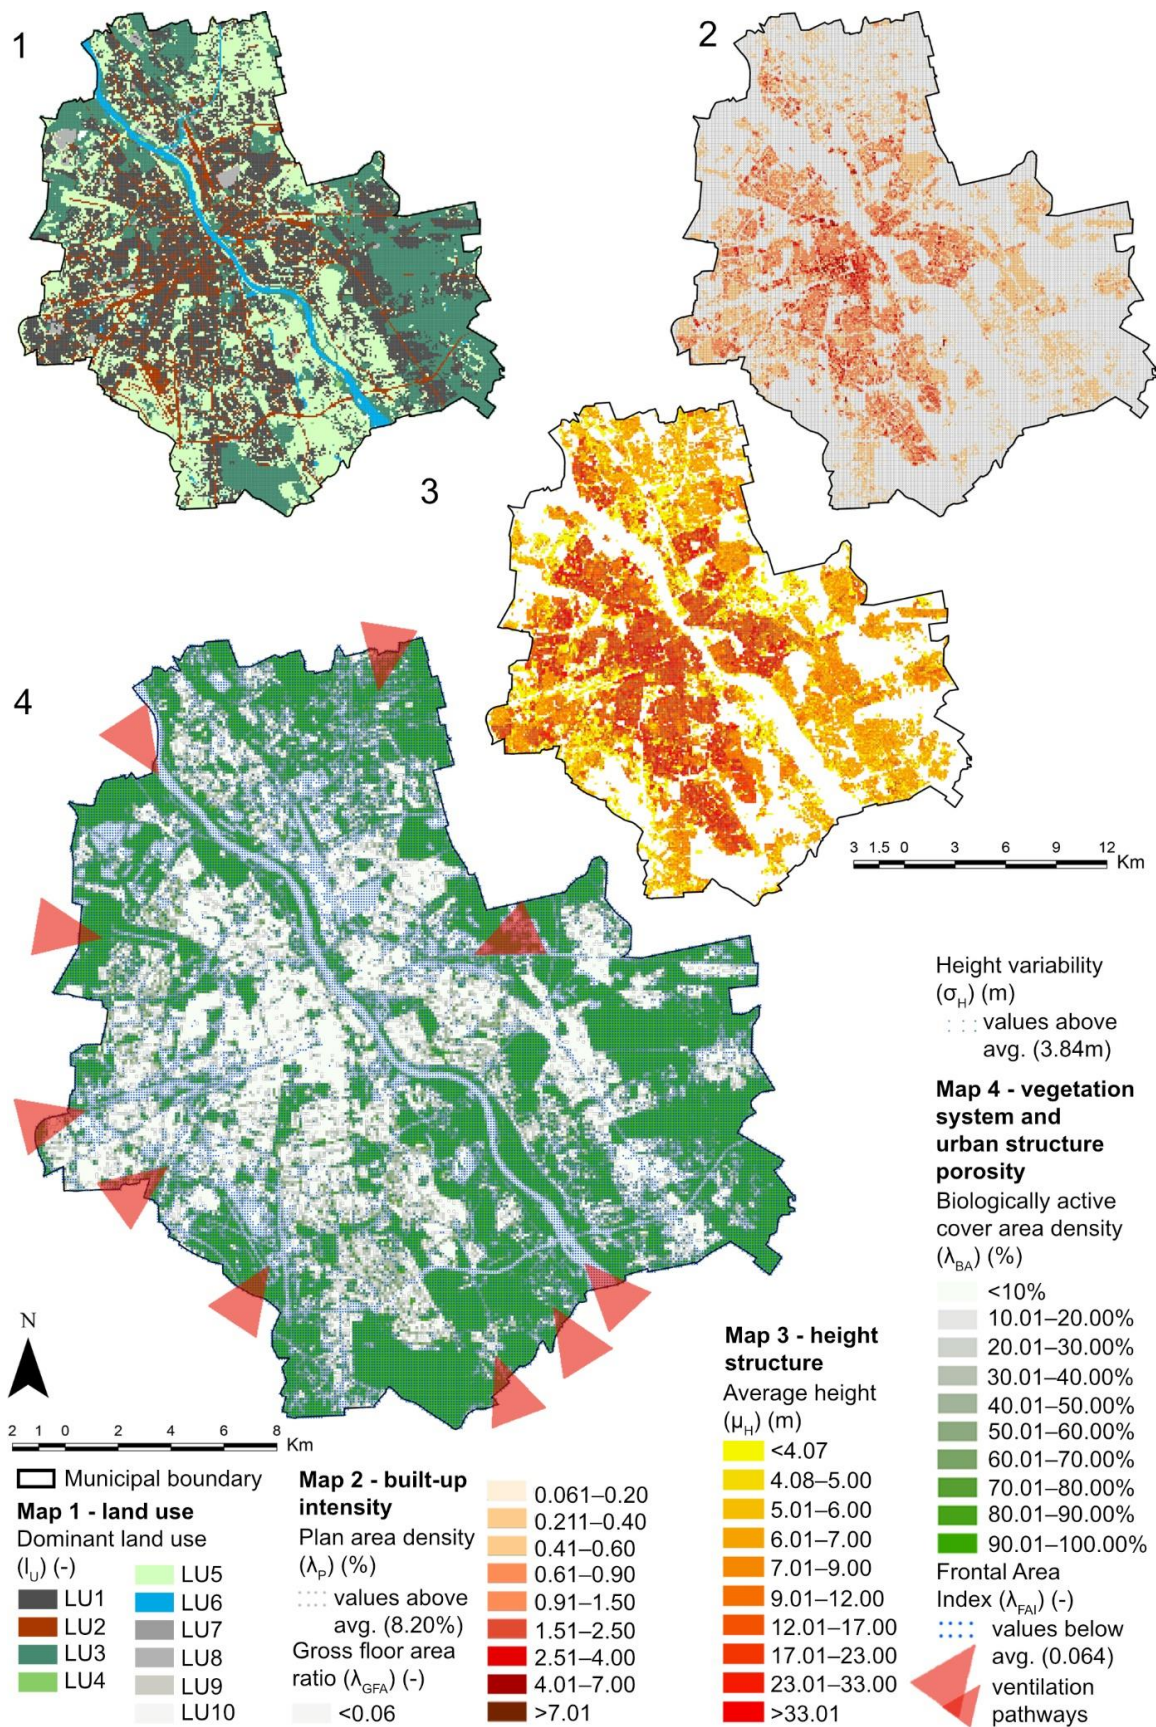 1
2
3
4
3 1.5 0 3 6 9 12
Km
N
2 1 0 2 4 6 8
Km
Municipal boundary
Map 1 - land use
Dominant land use
(lU) (-)
LU1
LU2
LU3
LU4
LU5
LU6
LU7
LU8
LU9
LU10
Map 2 - built-up
intensity
Plan area density
(λP) (%)
values above
avg. (8.20%)
Gross floor area
ratio (λGFA) (-)
<0.06
0.061–0.20
0.211–0.40
0.41–0.60
0.61–0.90
0.91–1.50
1.51–2.50
2.51–4.00
4.01–7.00
>7.01
Map 3 - height
structure
Average height
(μH) (m)
<4.07
4.08–5.00
5.01–6.00
6.01–7.00
7.01–9.00
9.01–12.00
12.01–17.00
17.01–23.00
23.01–33.00
>33.01
Height variability
(σH) (m)
values above
avg. (3.84m)
Map 4 - vegetation
system and
urban structure
porosity
Biologically active
cover area density
(λBA) (%)
<10%
10.01–20.00%
20.01–30.00%
30.01–40.00%
40.01–50.00%
50.01–60.00%
60.01–70.00%
70.01–80.00%
80.01–90.00%
90.01–100.00%
Frontal Area
Index (λFAI) (-)
values below
avg. (0.064)
ventilation
pathways